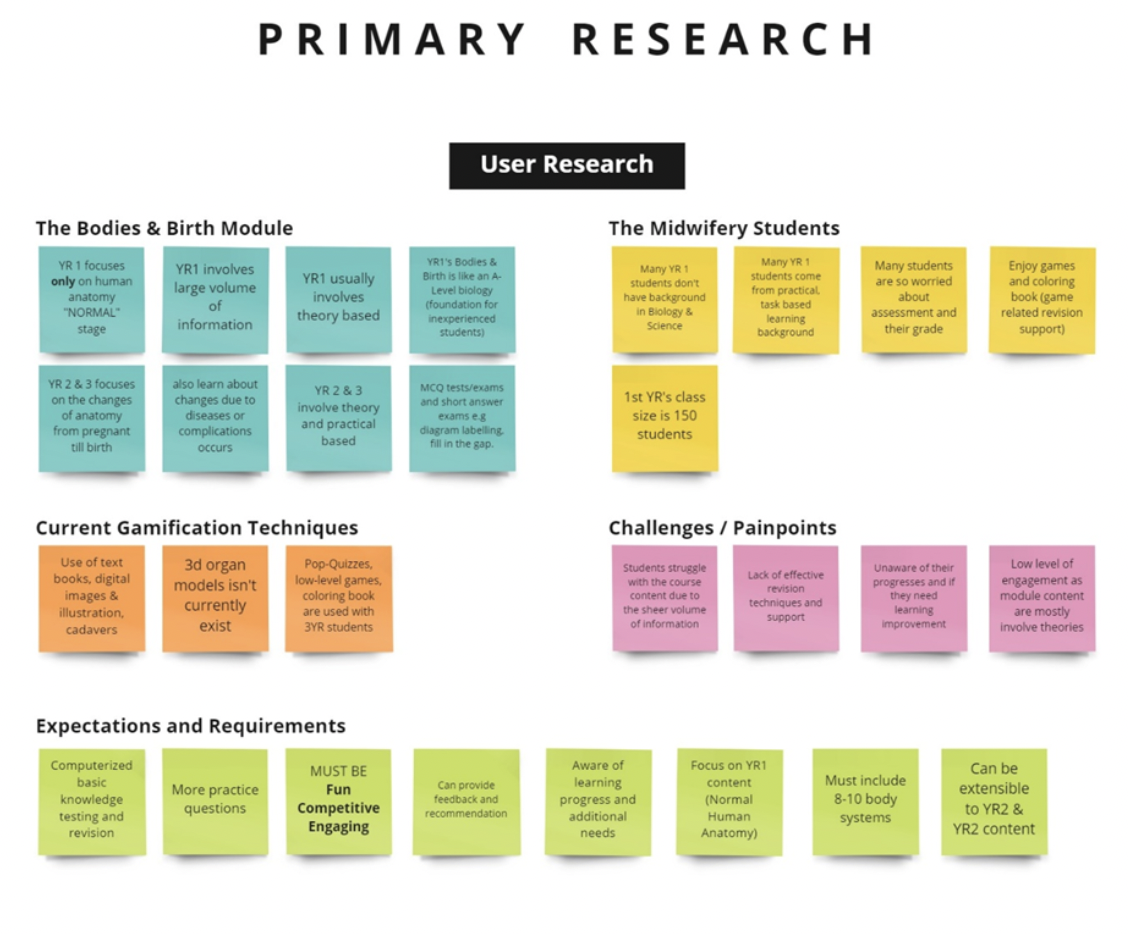 PRIMARY RESEARCH
User Research
The Bodies & Birth Module
YR 1 focuses
only on human
anatomy
"NORMAL"
stage
YR1 involves
large volume
of
information
YR1 usually
involves
theory based
YR1's Bodies &
Birth is like an A-
Level biology
(foundation for
inexperienced
students)
YR 2 & 3 focuses
on the changes
of anatomy
from pregnant
till birth
also learn about
changes due to
diseases or
complications
occurs
YR 2 & 3
involve theory
and practical
based
MCQ tests/exams
and short answer
exams e.g
diagram labelling,
fill in the gap.
The Midwifery Students
Many YR 1
students don't
have background
in Biology &
Science
Many YR 1
students come
from practical,
task based
learning
background
Many students
are so worried
about
assessment and
their grade
Enjoy games
and coloring
book (game
related revision
support)
1st YR's class
size is 150
students
Current Gamification Techniques
Use of text
books, digital
images &
illustration,
cadavers
3d organ
models isn't
currently
exist
Pop-Quizzes,
low-level games,
coloring book
are used with
3YR students
Challenges / Painpoints
Students struggle
with the course
content due to
the sheer volume
of information
Lack of effective
revision
techniques and
support
Unaware of their
progresses and if
they need
learning
improvement
Low level of
engagement as
module content
are mostly
involve theories
Expectations and Requirements
Computerized
basic
knowledge
testing and
revision
More practice
questions
MUST BE
Fun
Competitive
Engaging
Can provide
feedback and
recommendation
Aware of
learning
progress and
additional
needs
Focus on YR1
content
(Normal
Human
Anatomy)
Must include
8-10 body
systems
Can be
extensible
to YR2 &
YR2 content